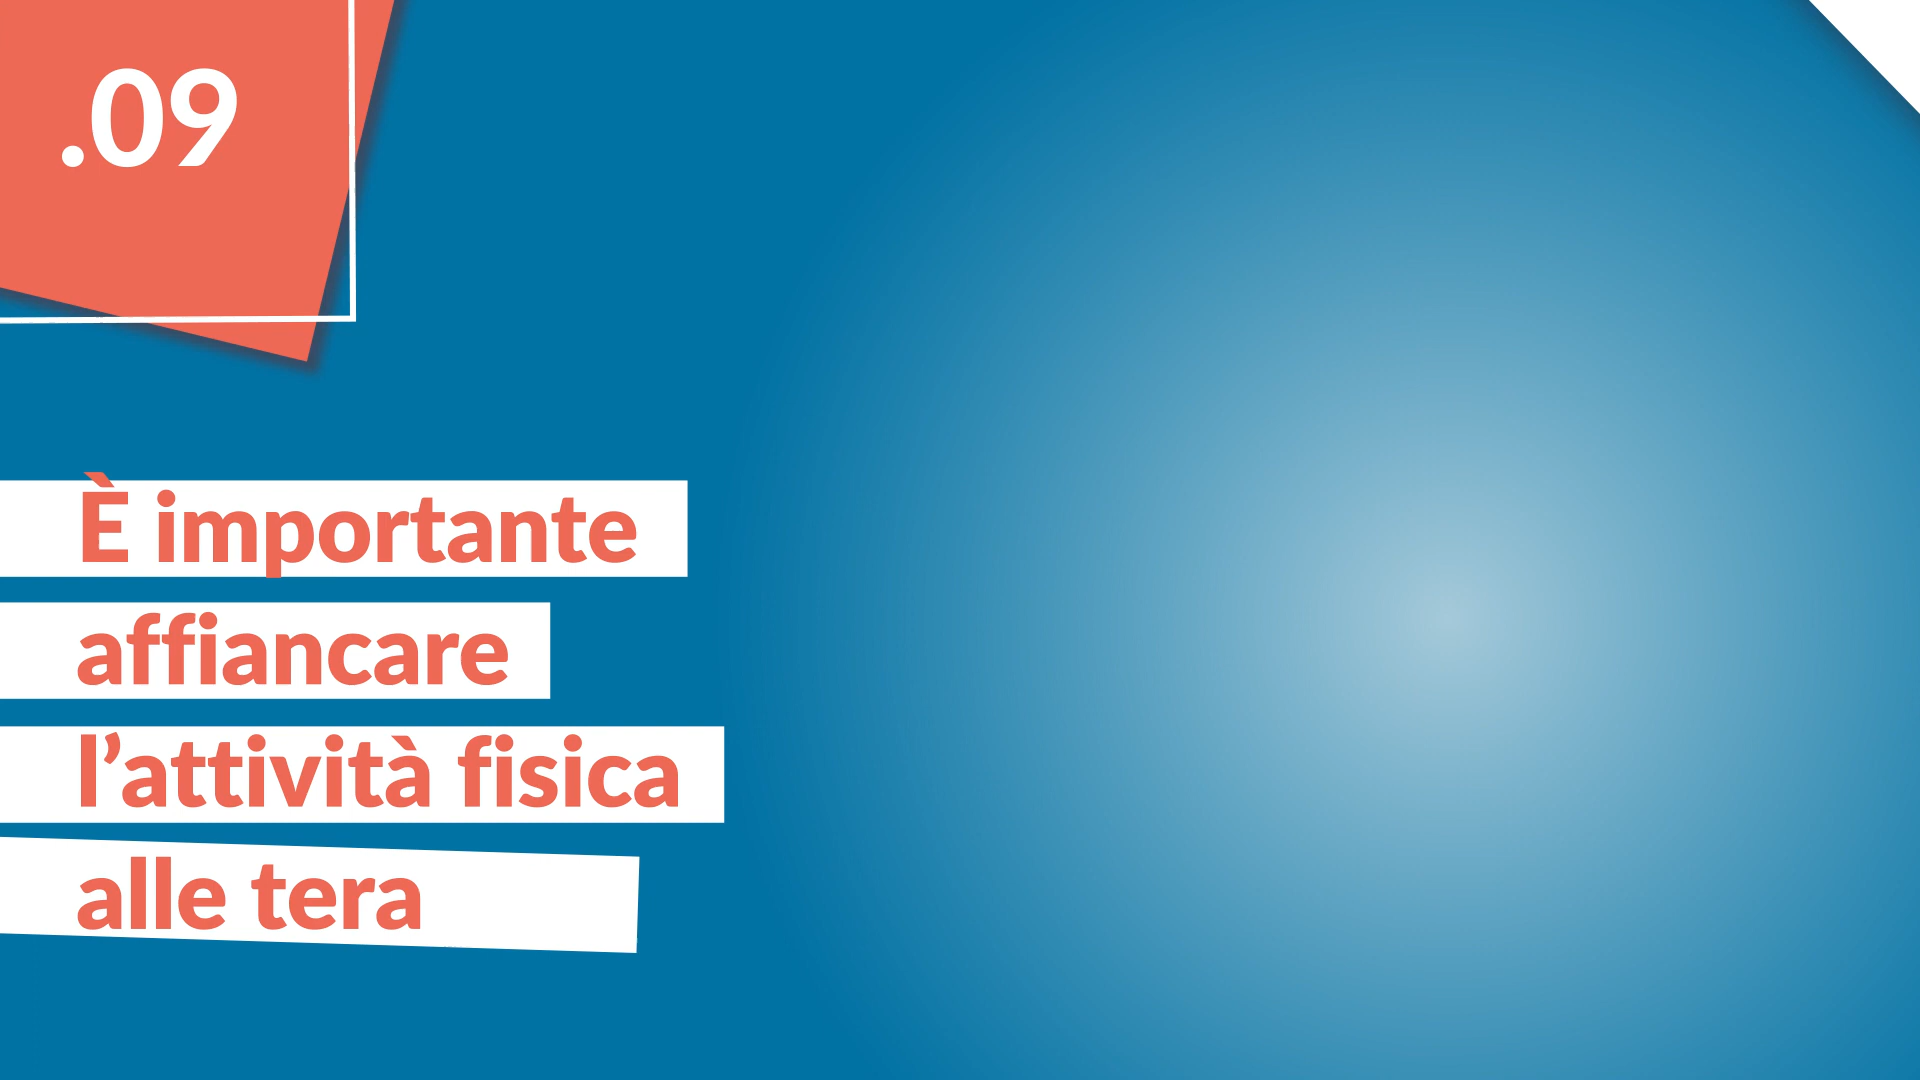 .09
È importante
affiancare
l’attività fisica
alle tera